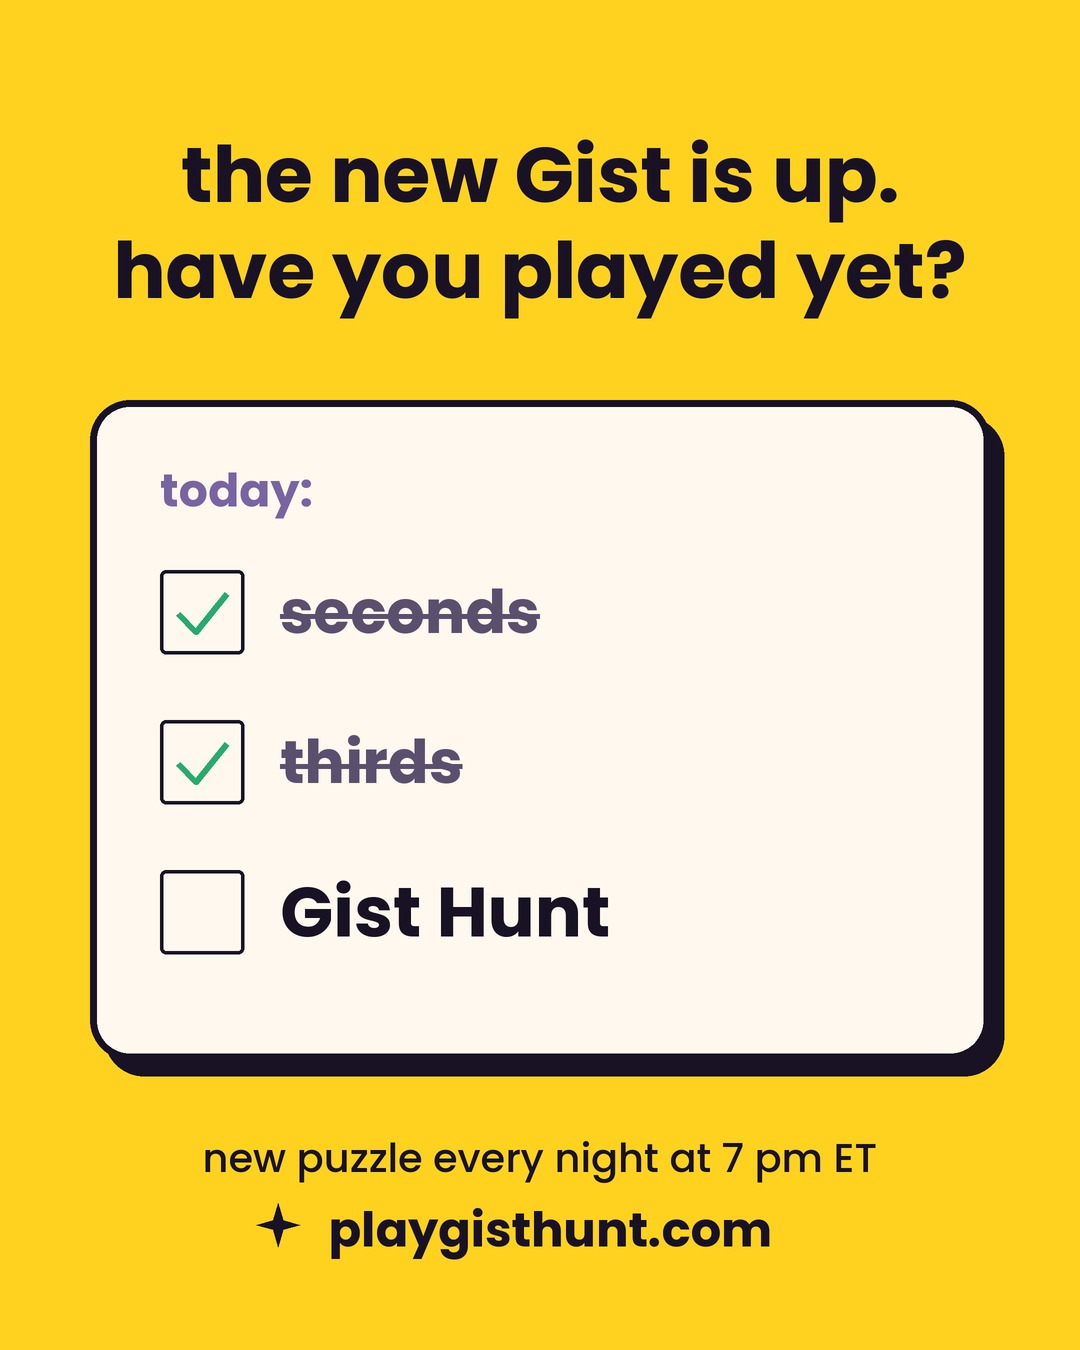 the new Gist is up.
have you played yet?
today:
seconds
thirds
Gist Hunt
new puzzle every night at 7 pm ET
playgisthunt.com